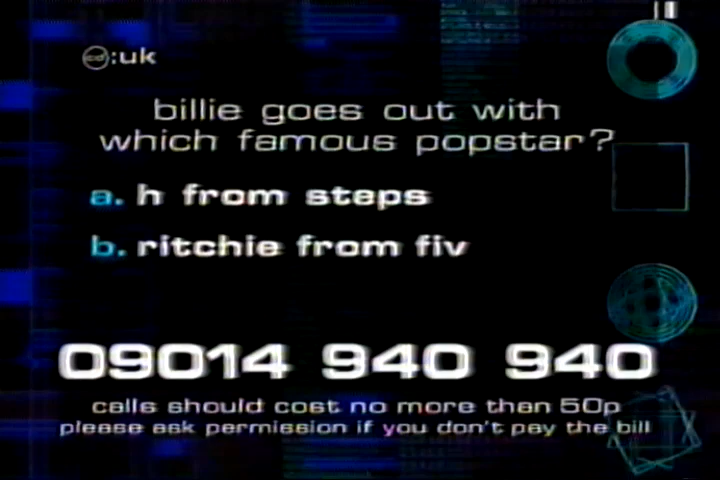 cd:uk
billie goes out with
which famous popstar?
a. h from steps
b. ritchie from fiv
09014 940 940
calls should cost no more than 50p
please ask permission if you don't pay the bill